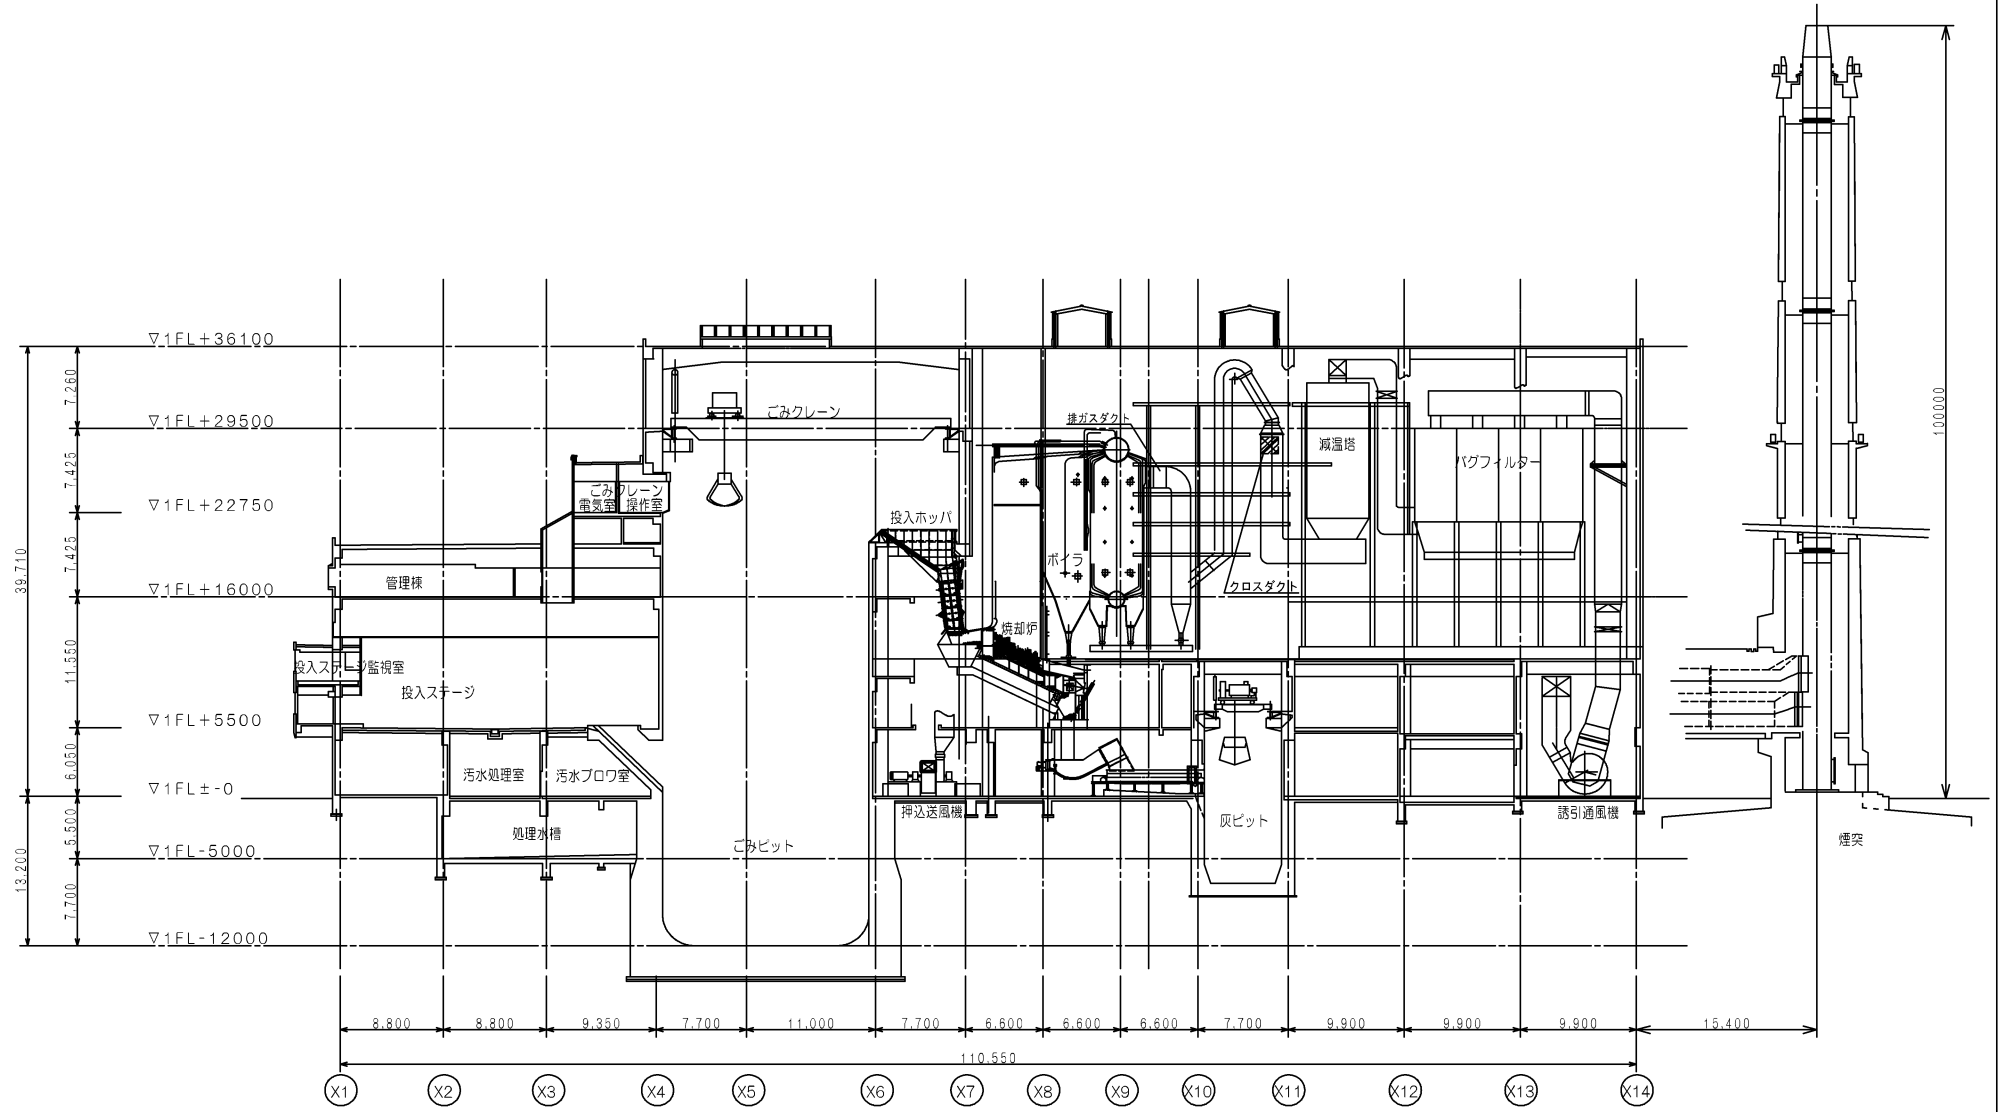 100000
▽1FL+36100
7,260
排ガスダクト
ごみクレーン
▽1FL+29500
減温塔
バグフィルター
7,425
ごみクレーン
電気室
操作室
▽1FL+22750
投入ホッパ
39,710
7,425
ボイラ
管理棟
クロスダクト
▽1FL+16000
焼却炉
11,550
投入ステージ監視室
投入ステージ
▽1FL+5500
6,050
汚水処理室
汚水ブロワ室
▽1FL±-0
押込送風機
灰ピット
誘引通風機
5,500
処理水槽
ごみピット
煙突
▽1FL-5000
13,200
7,700
▽1FL-12000
8,800
8,800
9,350
7,700
11,000
7,700
6,600
6,600
6,600
7,700
9,900
9,900
9,900
15,400
110,550
X1
X2
X3
X4
X5
X6
X7
X8
X9
X10
X11
X12
X13
X14